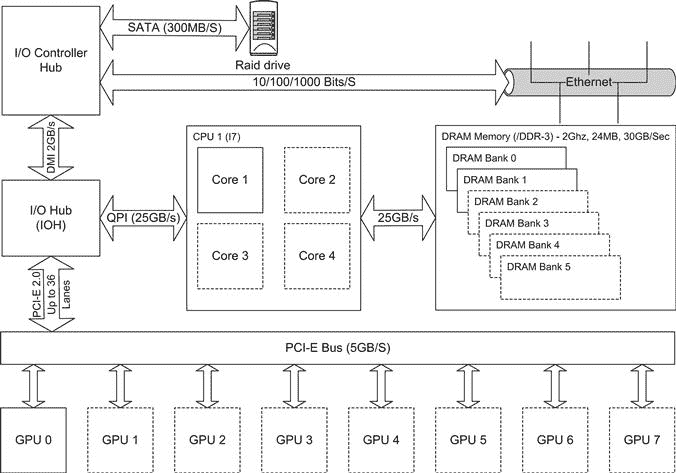 I/O Controller
Hub
SATA (300MB/S)
Raid drive
10/100/1000 Bits/S
Ethernet
DMI 2GB/s
CPU 1 (I7)
Core 1
Core 2
Core 3
Core 4
DRAM Memory (/DDR-3) - 2Ghz, 24MB, 30GB/Sec
DRAM Bank 0
DRAM Bank 1
DRAM Bank 2
DRAM Bank 3
DRAM Bank 4
DRAM Bank 5
I/O Hub
(IOH)
QPI (25GB/s)
25GB/s
PCI-E 2.0
Up to 36
Lanes
PCI-E Bus (5GB/S)
GPU 0
GPU 1
GPU 2
GPU 3
GPU 4
GPU 5
GPU 6
GPU 7